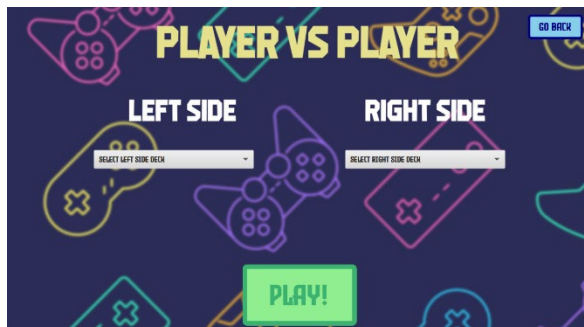 PLAYER VS PLAYER
GO BACK
LEFT SIDE
RIGHT SIDE
SELECT LEFT SIDE DECK
SELECT RIGHT SIDE DECK
PLAY!